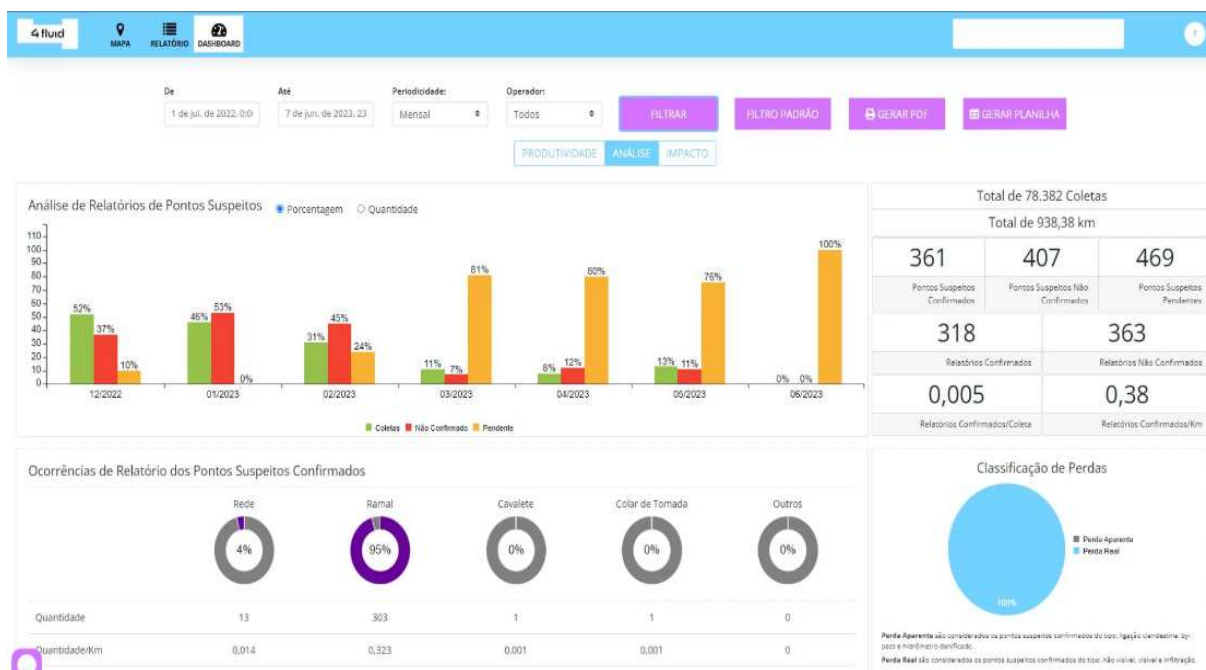 4 fluid
MAPA
RELATÓRIO
DASHBOARD
De
Até
Periodicidade:
Operador:
1 de jul. de 2022, 0:0
7 de jun. de 2023, 23
Mensal
Todos
FILTRAR
FILTRO PADRÃO
GERAR PDF
GERAR PLANILHA
PRODUTIVIDADE
ANÁLISE
IMPACTO
Análise de Relatórios de Pontos Suspeitos
Porcentagem
Quantidade
110
100
90
80
70
60
50
40
30
20
10
0
52%
37%
10%
46%
53%
0%
31%
45%
24%
11%
7%
81%
8%
12%
80%
13%
11%
76%
0%
0%
100%
12/2022
01/2023
02/2023
03/2023
04/2023
05/2023
06/2023
Coletas
Não Confirmado
Pendente
Total de 78.382 Coletas
Total de 938,38 km
361
407
469
Pontos Suspeitos
Confirmados
Pontos Suspeitos Não
Confirmados
Pontos Suspeitos
Pendentes
318
363
Relatórios Confirmados
Relatórios Não Confirmados
0,005
0,38
Relatórios Confirmados/Coleta
Relatórios Confirmados/Km
Ocorrências de Relatório dos Pontos Suspeitos Confirmados
Rede
Ramal
Cavalete
Colar de Tomada
Outros
4%
95%
0%
0%
0%
Quantidade
13
303
1
1
0
Quantidade/Km
0,014
0,323
0,001
0,001
0
Classificação de Perdas
Perda Aparente
Perda Real
100%
Perda Aparente são considerados os pontos suspeitos confirmados do tipo: ligação clandestina, by-
pass e hidrômetro danificado.
Perda Real são considerados os pontos suspeitos confirmados do tipo: não visível, visível e infiltração.